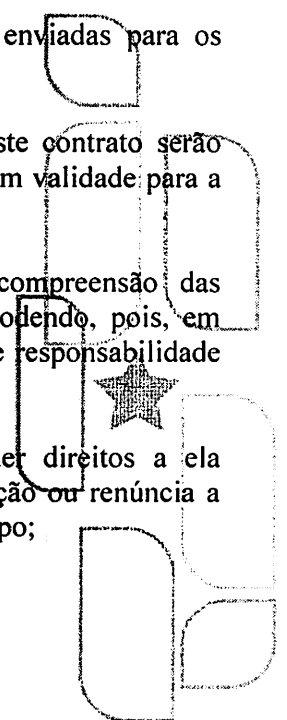 enviadas para os
ste contrato serão
m validade para a
compreensão das
odendo, pois, em
e responsabilidade
er direitos a ela
ção ou renúncia a
po;